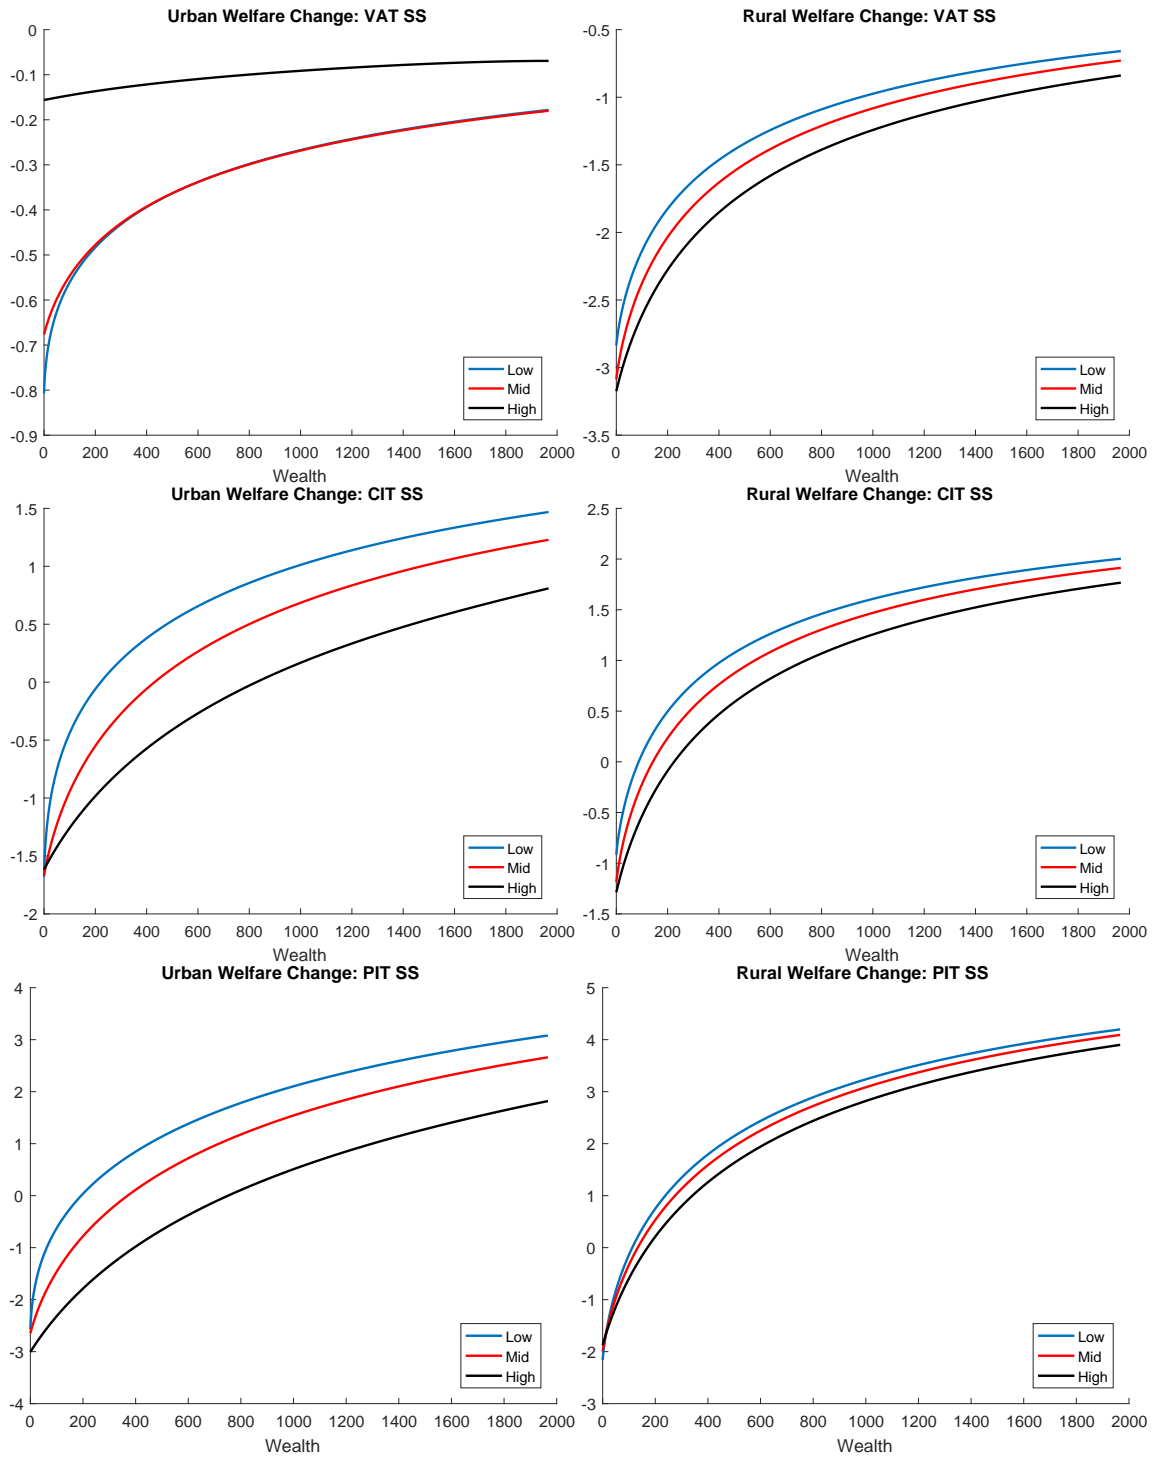 Urban Welfare Change: VAT SS
0
-0.1
-0.2
-0.3
-0.4
-0.5
-0.6
-0.7
-0.8
-0.9
Low
Mid
High
0 200 400 600 800 1000 1200 1400 1600 1800 2000
Wealth
Rural Welfare Change: VAT SS
-0.5
-1
-1.5
-2
-2.5
-3
-3.5
Low
Mid
High
0 200 400 600 800 1000 1200 1400 1600 1800 2000
Wealth
Urban Welfare Change: CIT SS
1.5
1
0.5
0
-0.5
-1
-1.5
-2
Low
Mid
High
0 200 400 600 800 1000 1200 1400 1600 1800 2000
Wealth
Rural Welfare Change: CIT SS
2.5
2
1.5
1
0.5
0
-0.5
-1
-1.5
Low
Mid
High
0 200 400 600 800 1000 1200 1400 1600 1800 2000
Wealth
Urban Welfare Change: PIT SS
4
3
2
1
0
-1
-2
-3
-4
Low
Mid
High
0 200 400 600 800 1000 1200 1400 1600 1800 2000
Wealth
Rural Welfare Change: PIT SS
5
4
3
2
1
0
-1
-2
-3
Low
Mid
High
0 200 400 600 800 1000 1200 1400 1600 1800 2000
Wealth